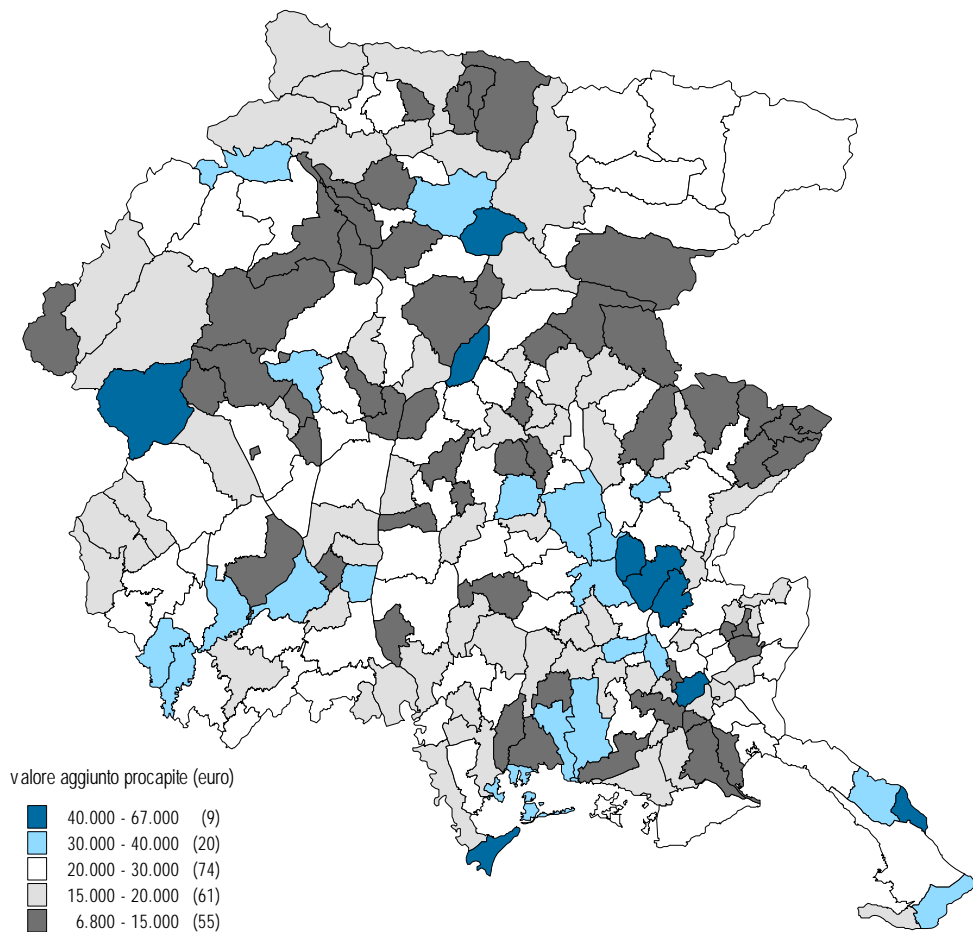 valore aggiunto procapite (euro)
40.000 - 67.000 (9)
30.000 - 40.000 (20)
20.000 - 30.000 (74)
15.000 - 20.000 (61)
6.800 - 15.000 (55)